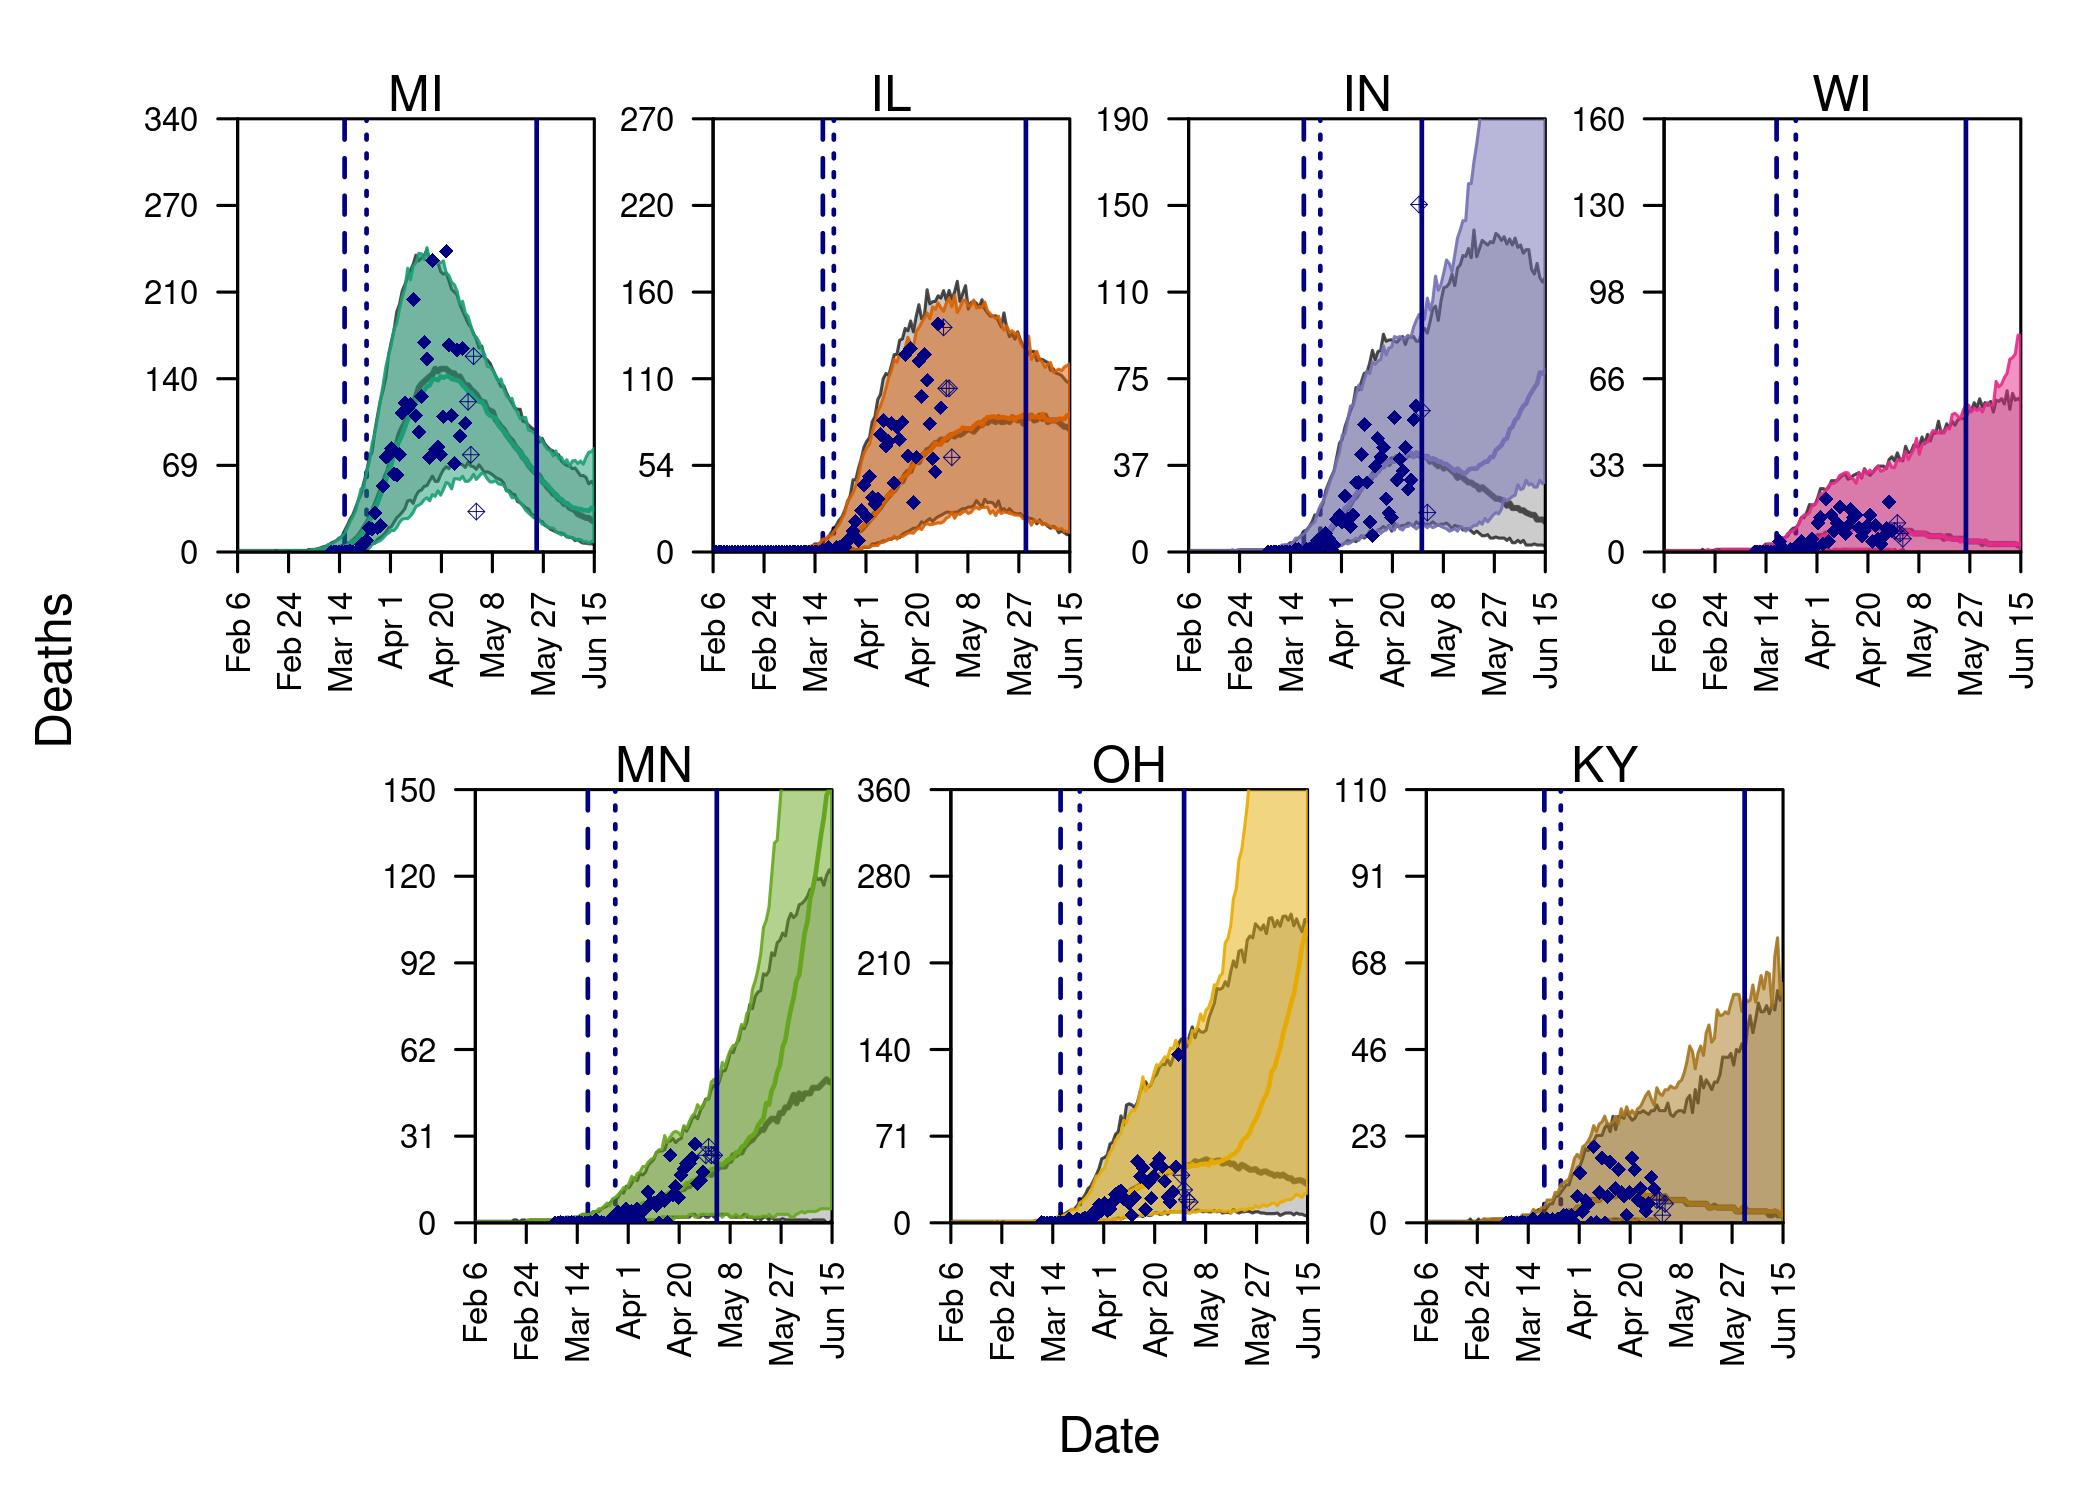 MI IL IN WI
340 270 190 160
270 220 150 130
210 160 110 98
140 110 75 66
69 54 37 33
0 0 0 0
Feb 6 Feb 24 Mar 14 Apr 1 Apr 20 May 8 May 27 Jun 15 Feb 6 Feb 24 Mar 14 Apr 1 Apr 20 May 8 May 27 Jun 15 Feb 6 Feb 24 Mar 14 Apr 1 Apr 20 May 8 May 27 Jun 15 Feb 6 Feb 24 Mar 14 Apr 1 Apr 20 May 8 May 27 Jun 15
Deaths
MN OH KY
150 360 110
120 280 91
92 210 68
62 140 46
31 71 23
0 0 0
Feb 6 Feb 24 Mar 14 Apr 1 Apr 20 May 8 May 27 Jun 15 Feb 6 Feb 24 Mar 14 Apr 1 Apr 20 May 8 May 27 Jun 15 Feb 6 Feb 24 Mar 14 Apr 1 Apr 20 May 8 May 27 Jun 15
Date